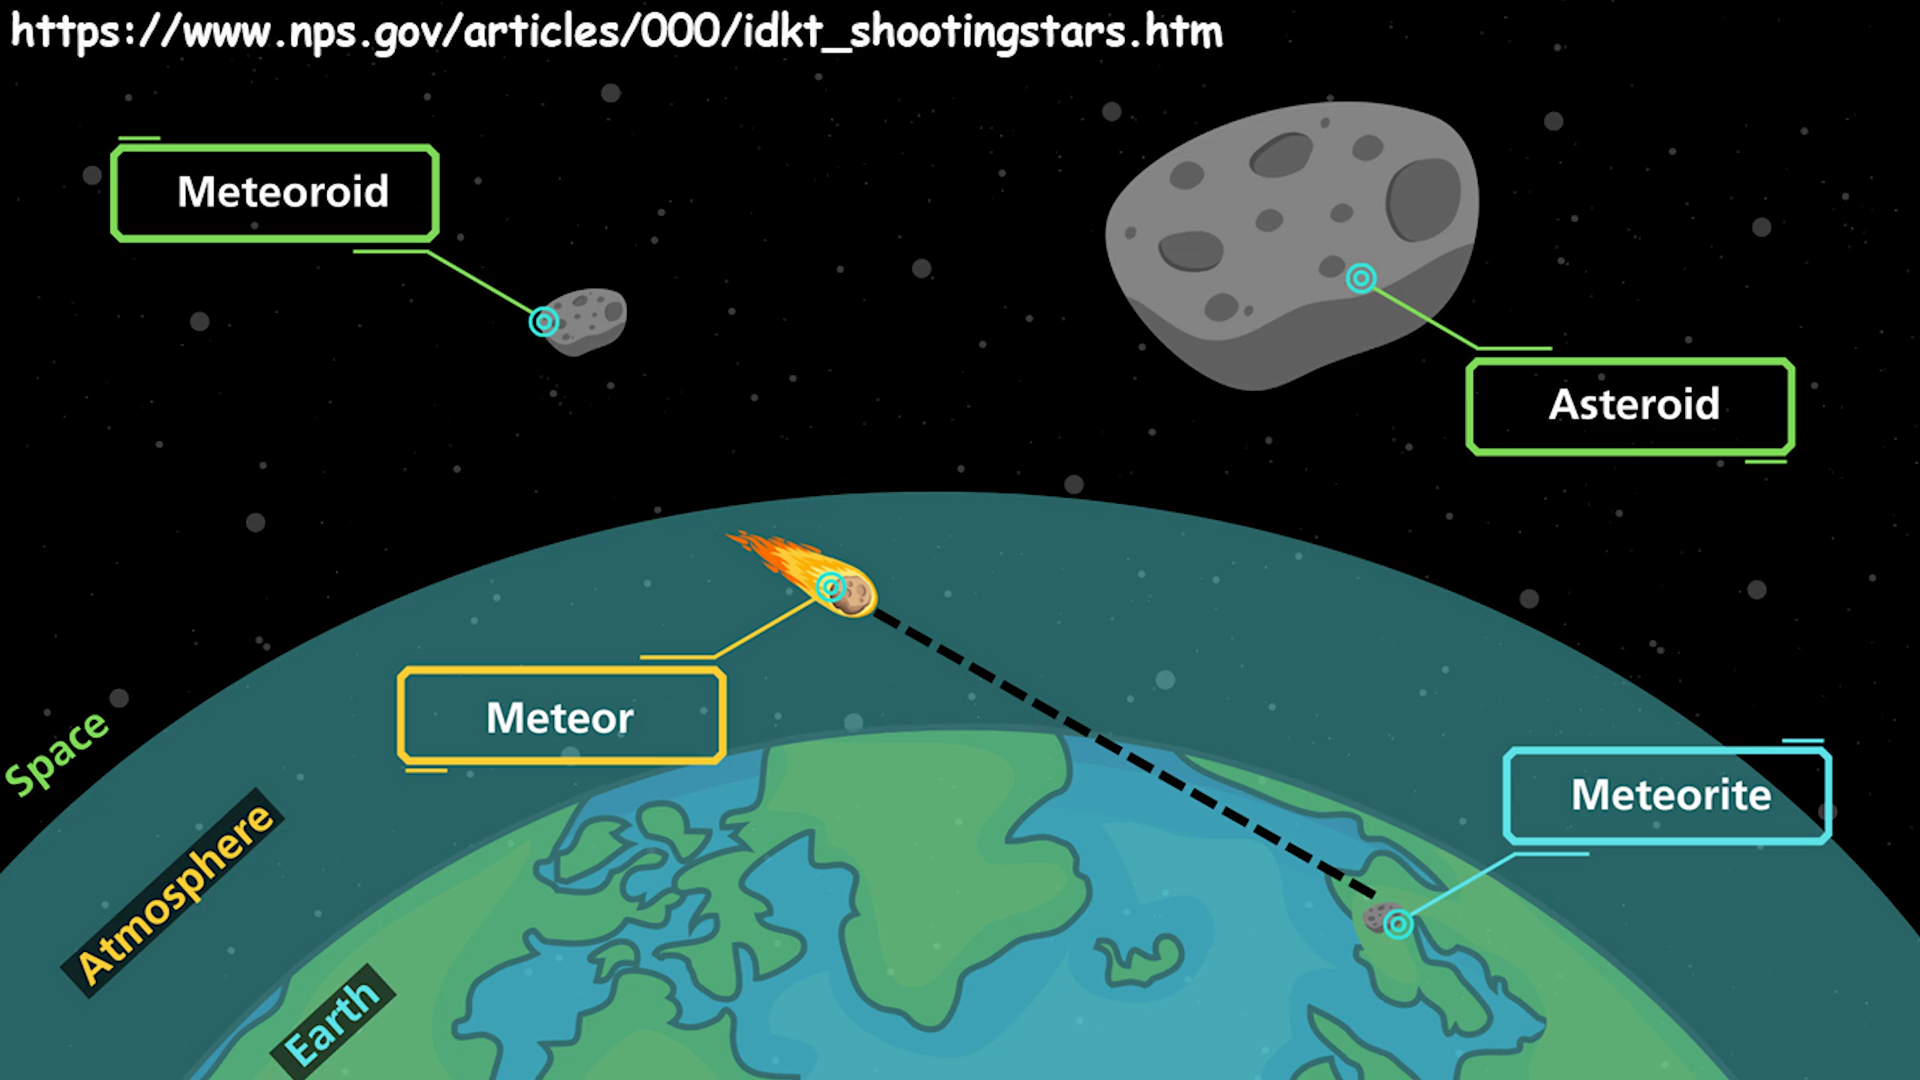 https://www.nps.gov/articles/000/idkt_shootingstars.htm
Meteoroid
Asteroid
Meteor
Space
Meteorite
Atmosphere
Earth